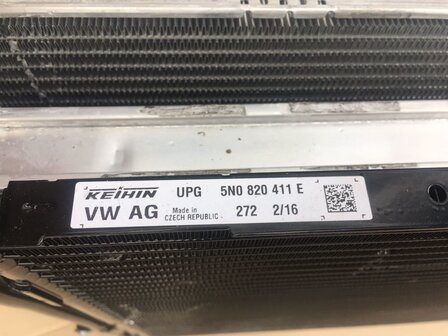 KEIHIN UPG 5N0 820 411 E
VW AG Made in CZECH REPUBLIC 272 2/16